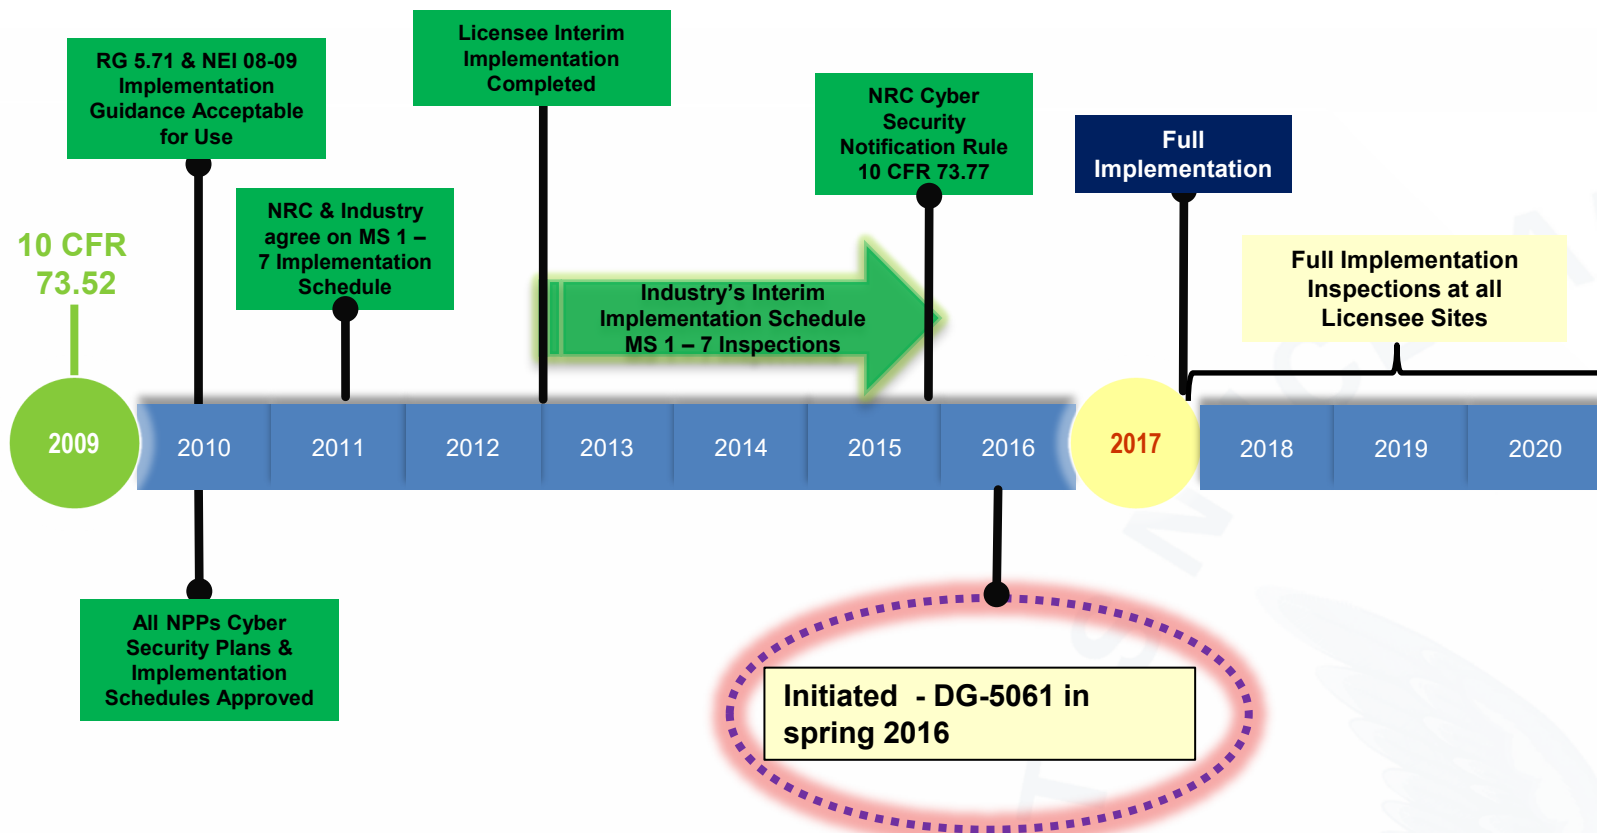 Licensee Interim
Implementation
Completed
RG 5.71 & NEI 08-09
Implementation
Guidance Acceptable
for Use
NRC Cyber
Security
Notification Rule
10 CFR 73.77
Full
Implementation
NRC & Industry
agree on MS 1 –
7 Implementation
Schedule
10 CFR
73.52
Full Implementation
Inspections at all
Licensee Sites
Industry’s Interim
Implementation Schedule
MS 1 – 7 Inspections
2009
2010
2011
2012
2013
2014
2015
2016
2017
2018
2019
2020
All NPPs Cyber
Security Plans &
Implementation
Schedules Approved
Initiated - DG-5061 in
spring 2016